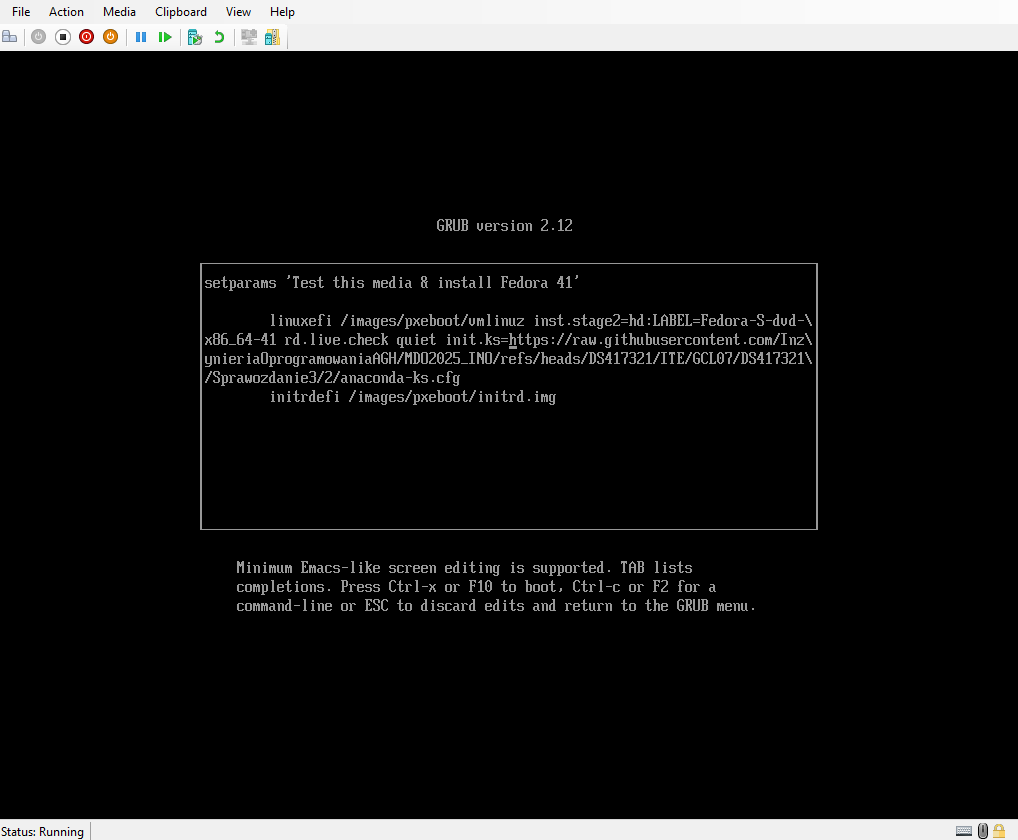 File Action Media Clipboard View Help
GRUB version 2.12
setparams 'Test this media & install Fedora 41'
linuxefi /images/pxeboot/vmlinuz inst.stage2=hd:LABEL=Fedora-S-dvd-\
x86_64-41 rd.live.check quiet init.ks=https://raw.githubusercontent.com/Inz\
ynieriaOprogramowaniaAGH/MDO2025_INO/refs/heads/DS417321/ITE/GCL07/DS417321\
/Sprawozdanie3/2/anaconda-ks.cfg
initrdefi /images/pxeboot/initrd.img
Minimum Emacs-like screen editing is supported. TAB lists
completions. Press Ctrl-x or F10 to boot, Ctrl-c or F2 for a
command-line or ESC to discard edits and return to the GRUB menu.
Status: Running